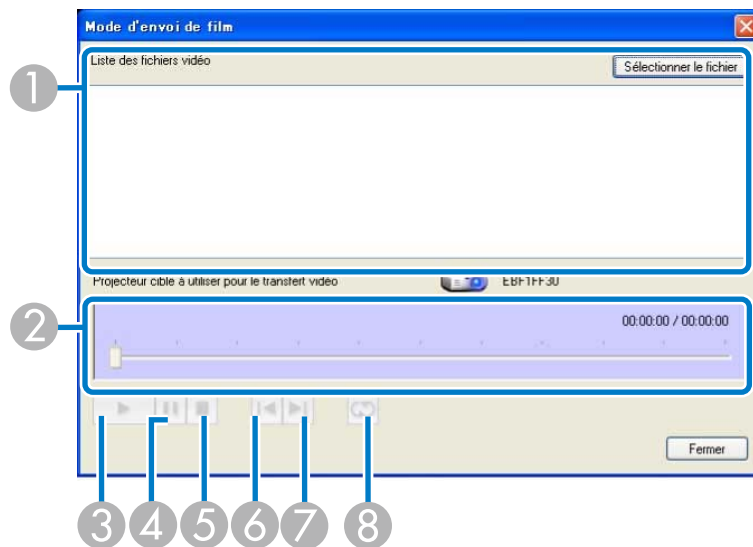 Mode d'envoi de film
Liste des fichiers vidéo
Sélectionner le fichier
1
Projecteur cible à utiliser pour le transfert vidéo
EBF1FF30
2
00:00:00 / 00:00:00
Fermer
3 4 5 6 7 8